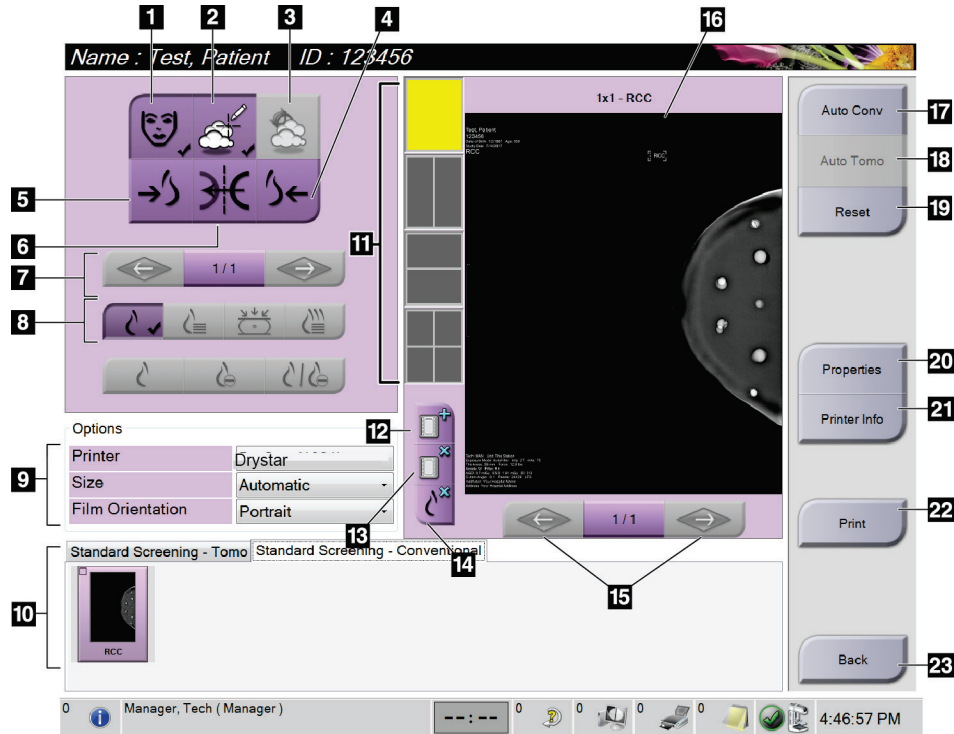 1
2
3
4
16
Name : Test, Patient ID : 123456
1x1 - RCC
Test, Patient
123456
RCC
RCC
5
6
7
1 / 1
8
11
Auto Conv
17
Auto Tomo
18
Reset
19
Properties
20
Printer Info
21
Print
22
Back
23
Options
Printer
Drystar
Size
Automatic
Film Orientation
Portrait
9
12
13
14
1 / 1
15
Standard Screening - Tomo
Standard Screening - Conventional
10
RCC
0
Manager, Tech ( Manager )
--:--
0
0
0
0
4:46:57 PM